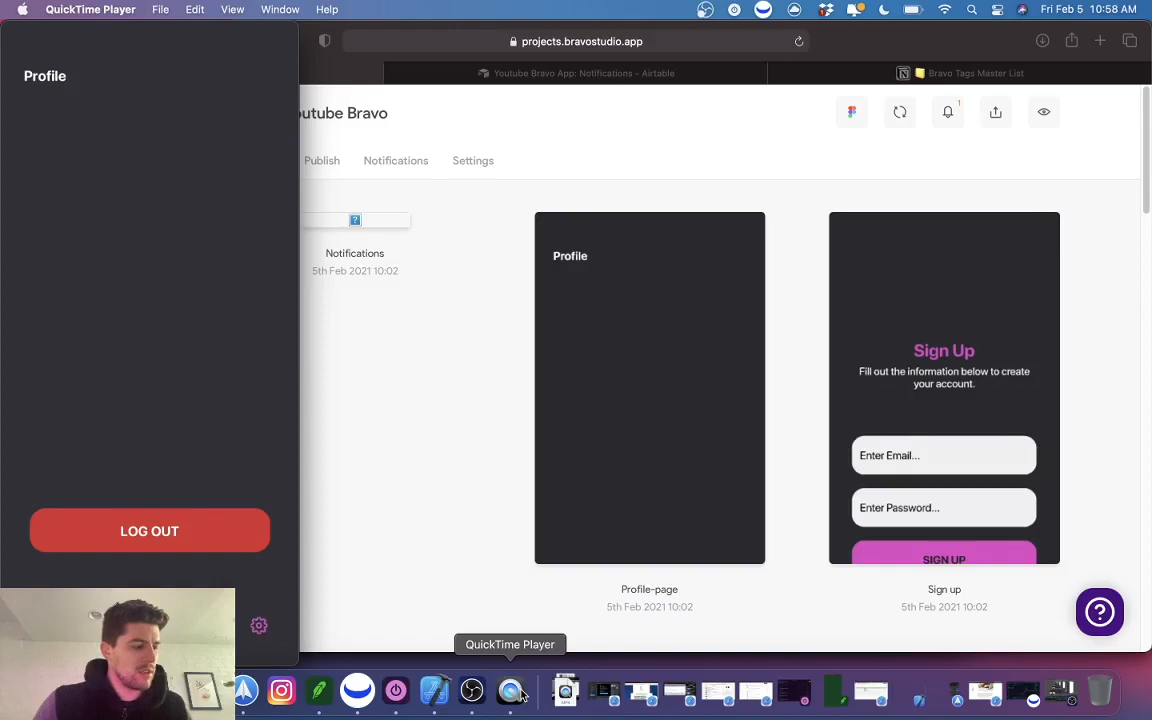 QuickTime Player File Edit View Window Help
Fri Feb 5 10:58 AM
projects.bravostudio.app
Youtube Bravo App: Notifications - Airtable
Bravo Tags Master List
Profile
outube Bravo
1
Publish Notifications Settings
?
Notifications
5th Feb 2021 10:02
Profile
Profile-page
5th Feb 2021 10:02
Sign Up
Fill out the information below to create
your account.
Enter Email...
Enter Password...
SIGN UP
Sign up
5th Feb 2021 10:02
LOG OUT
QuickTime Player